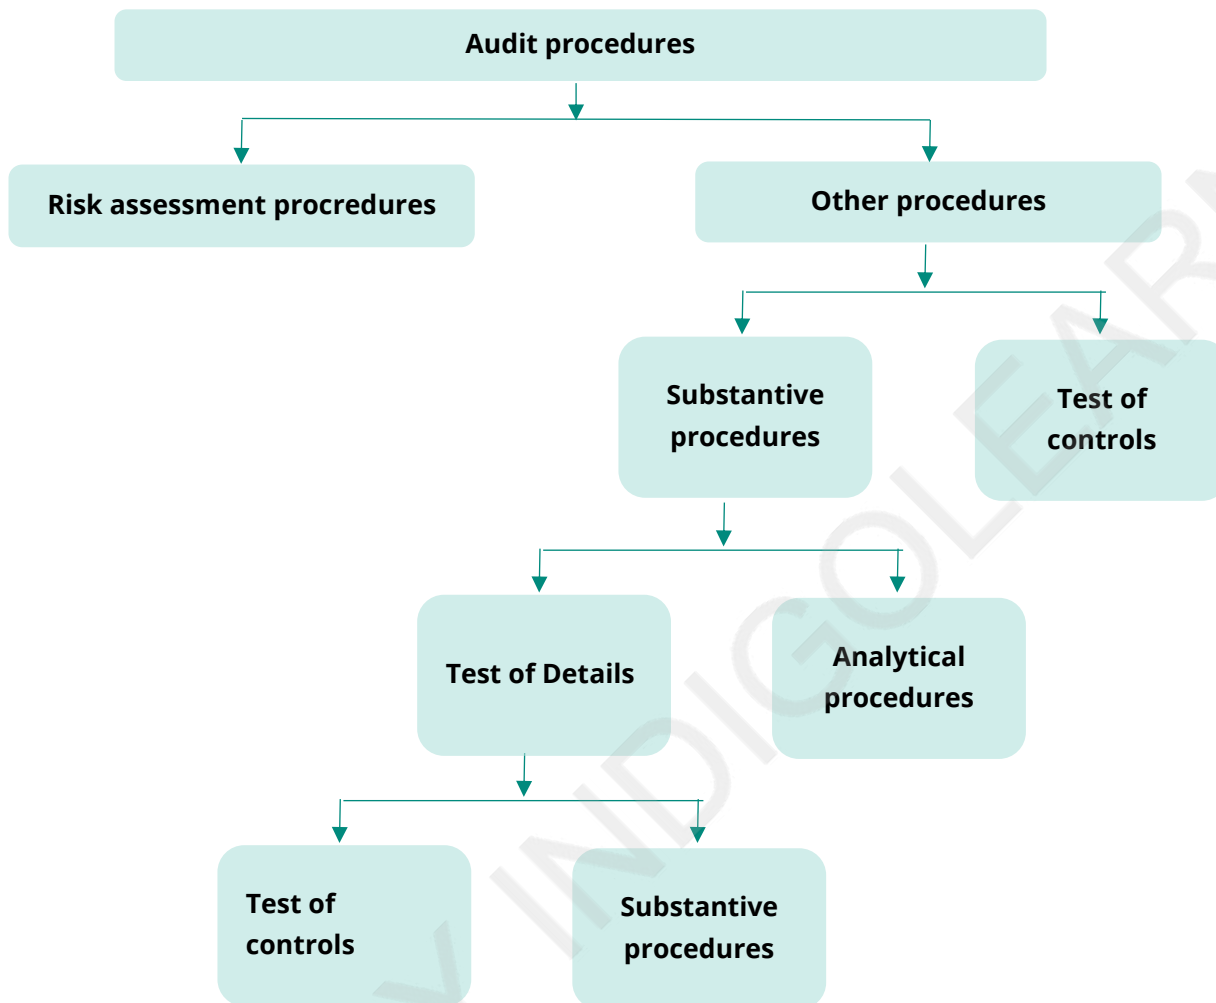 Audit procedures
Risk assessment procredures
Other procedures
Substantive
procedures
Test of
controls
Test of Details
Analytical
procedures
Test of
controls
Substantive
procedures
INDIGOLEARN